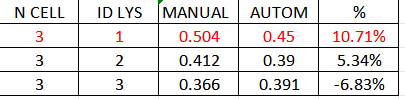 N CELL ID LYS MANUAL AUTOM %
3 1 0.504 0.45 10.71%
3 2 0.412 0.39 5.34%
3 3 0.366 0.391 -6.83%